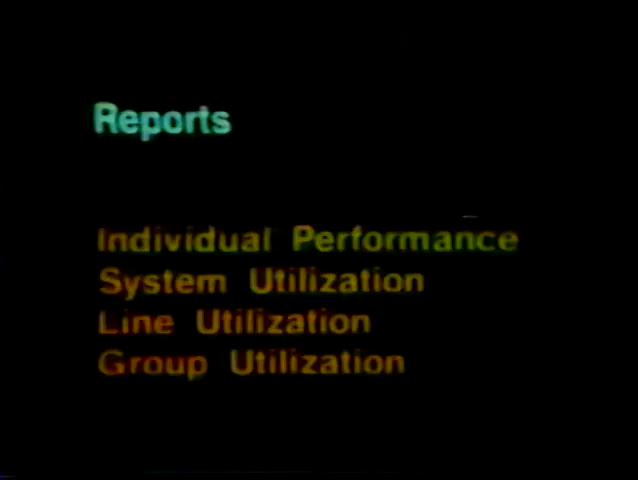 Reports
Individual Performance
System Utilization
Line Utilization
Group Utilization